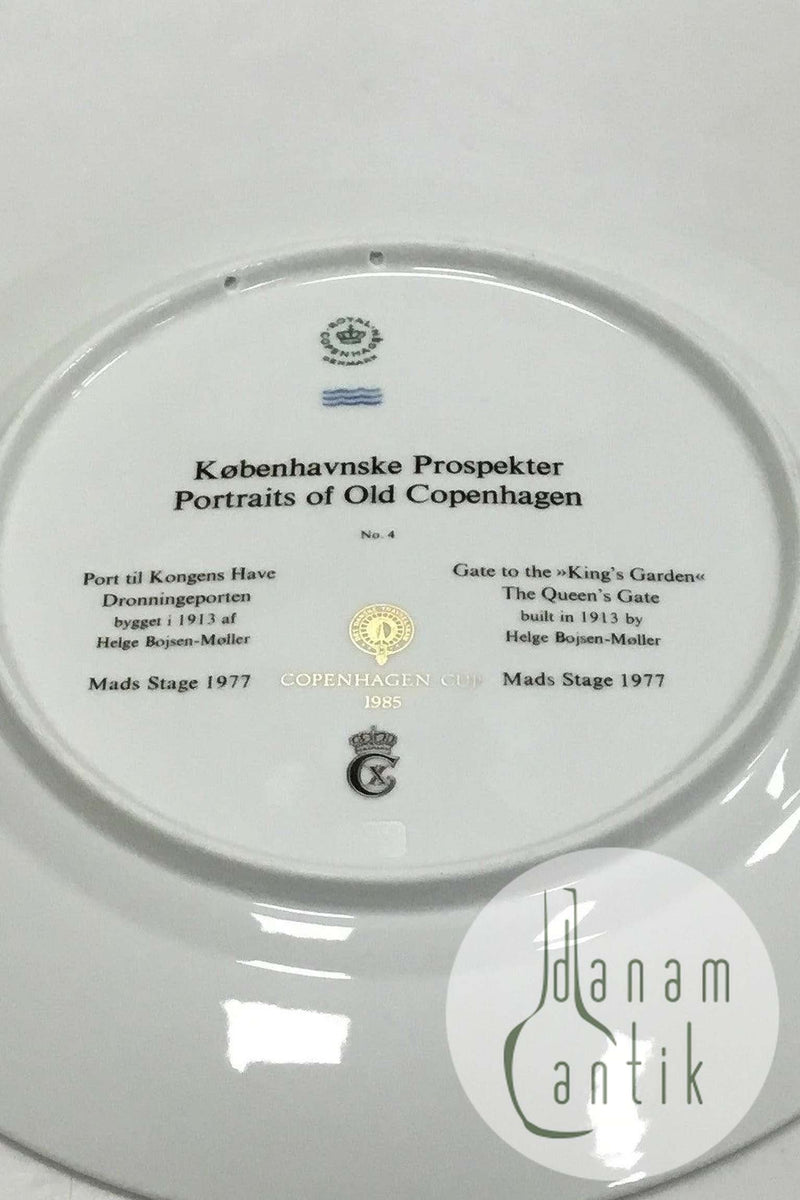 ROYAL
COPENHAGEN
DENMARK
Københavnske Prospekter
Portraits of Old Copenhagen
No. 4
Port til Kongens Have
Dronningeporten
bygget i 1913 af
Helge Bojsen-Møller
Mads Stage 1977
Gate to the »King's Garden«
The Queen's Gate
built in 1913 by
Helge Bojsen-Møller
Mads Stage 1977
COPENHAGEN CUP
1985
danam
antik